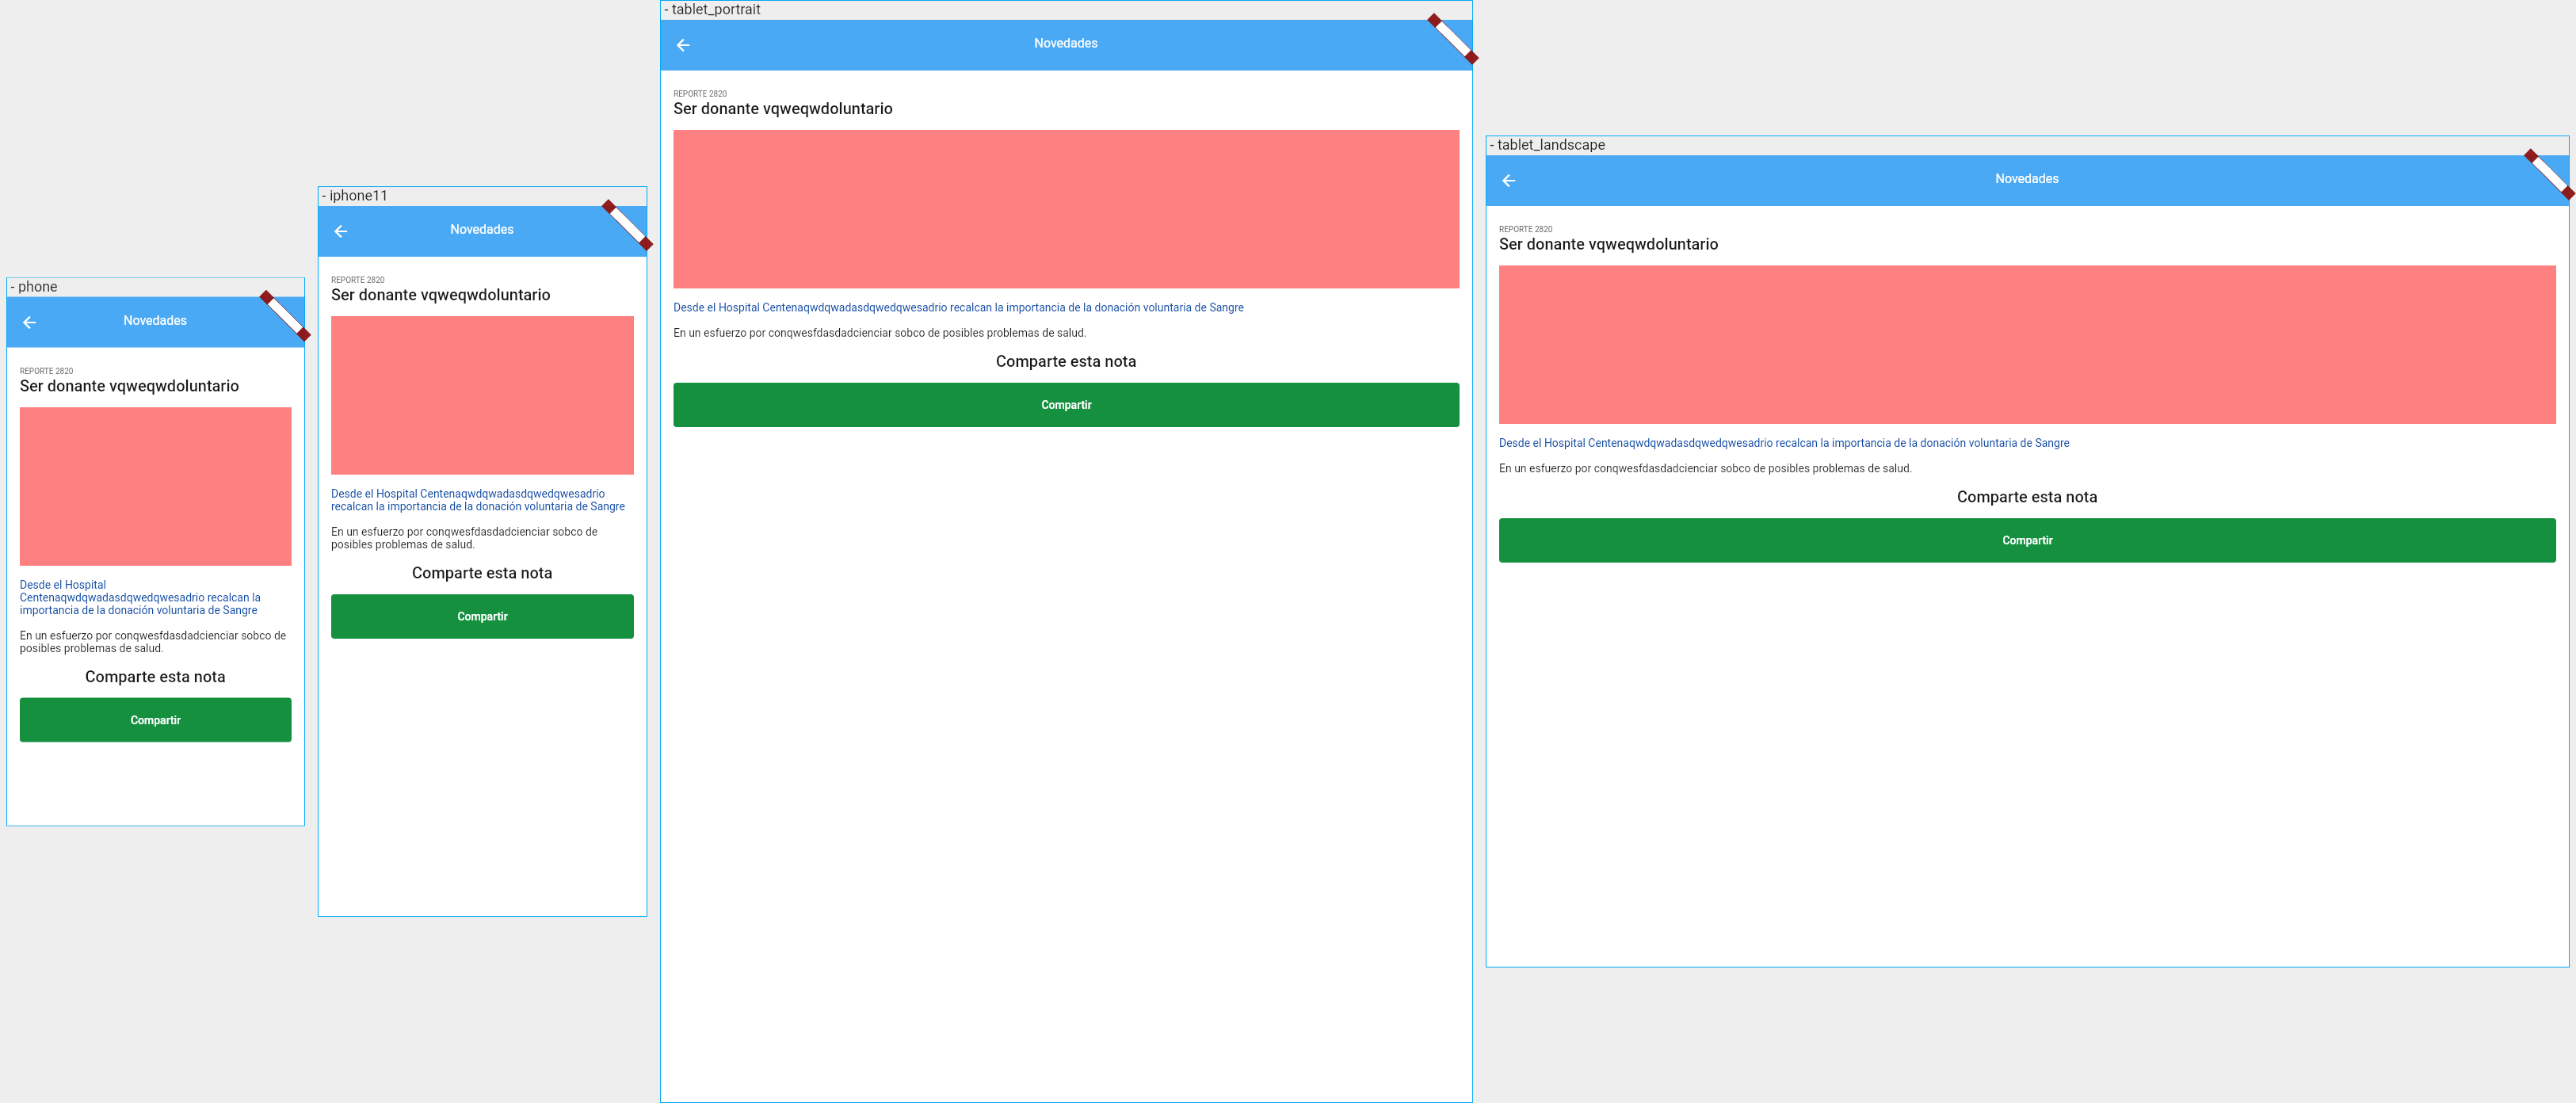 - phone
Novedades
REPORTE 2820
Ser donante vqweqwdoluntario
Desde el Hospital
Centenaqwdqwadasdqwedqwesadrio recalcan la
importancia de la donación voluntaria de Sangre
En un esfuerzo por conqwesfdasdadcienciar sobco de
posibles problemas de salud.
Comparte esta nota
Compartir
- iphone11
Novedades
REPORTE 2820
Ser donante vqweqwdoluntario
Desde el Hospital Centenaqwdqwadasdqwedqwesadrio
recalcan la importancia de la donación voluntaria de Sangre
En un esfuerzo por conqwesfdasdadcienciar sobco de
posibles problemas de salud.
Comparte esta nota
Compartir
- tablet_portrait
Novedades
REPORTE 2820
Ser donante vqweqwdoluntario
Desde el Hospital Centenaqwdqwadasdqwedqwesadrio recalcan la importancia de la donación voluntaria de Sangre
En un esfuerzo por conqwesfdasdadcienciar sobco de posibles problemas de salud.
Comparte esta nota
Compartir
- tablet_landscape
Novedades
REPORTE 2820
Ser donante vqweqwdoluntario
Desde el Hospital Centenaqwdqwadasdqwedqwesadrio recalcan la importancia de la donación voluntaria de Sangre
En un esfuerzo por conqwesfdasdadcienciar sobco de posibles problemas de salud.
Comparte esta nota
Compartir